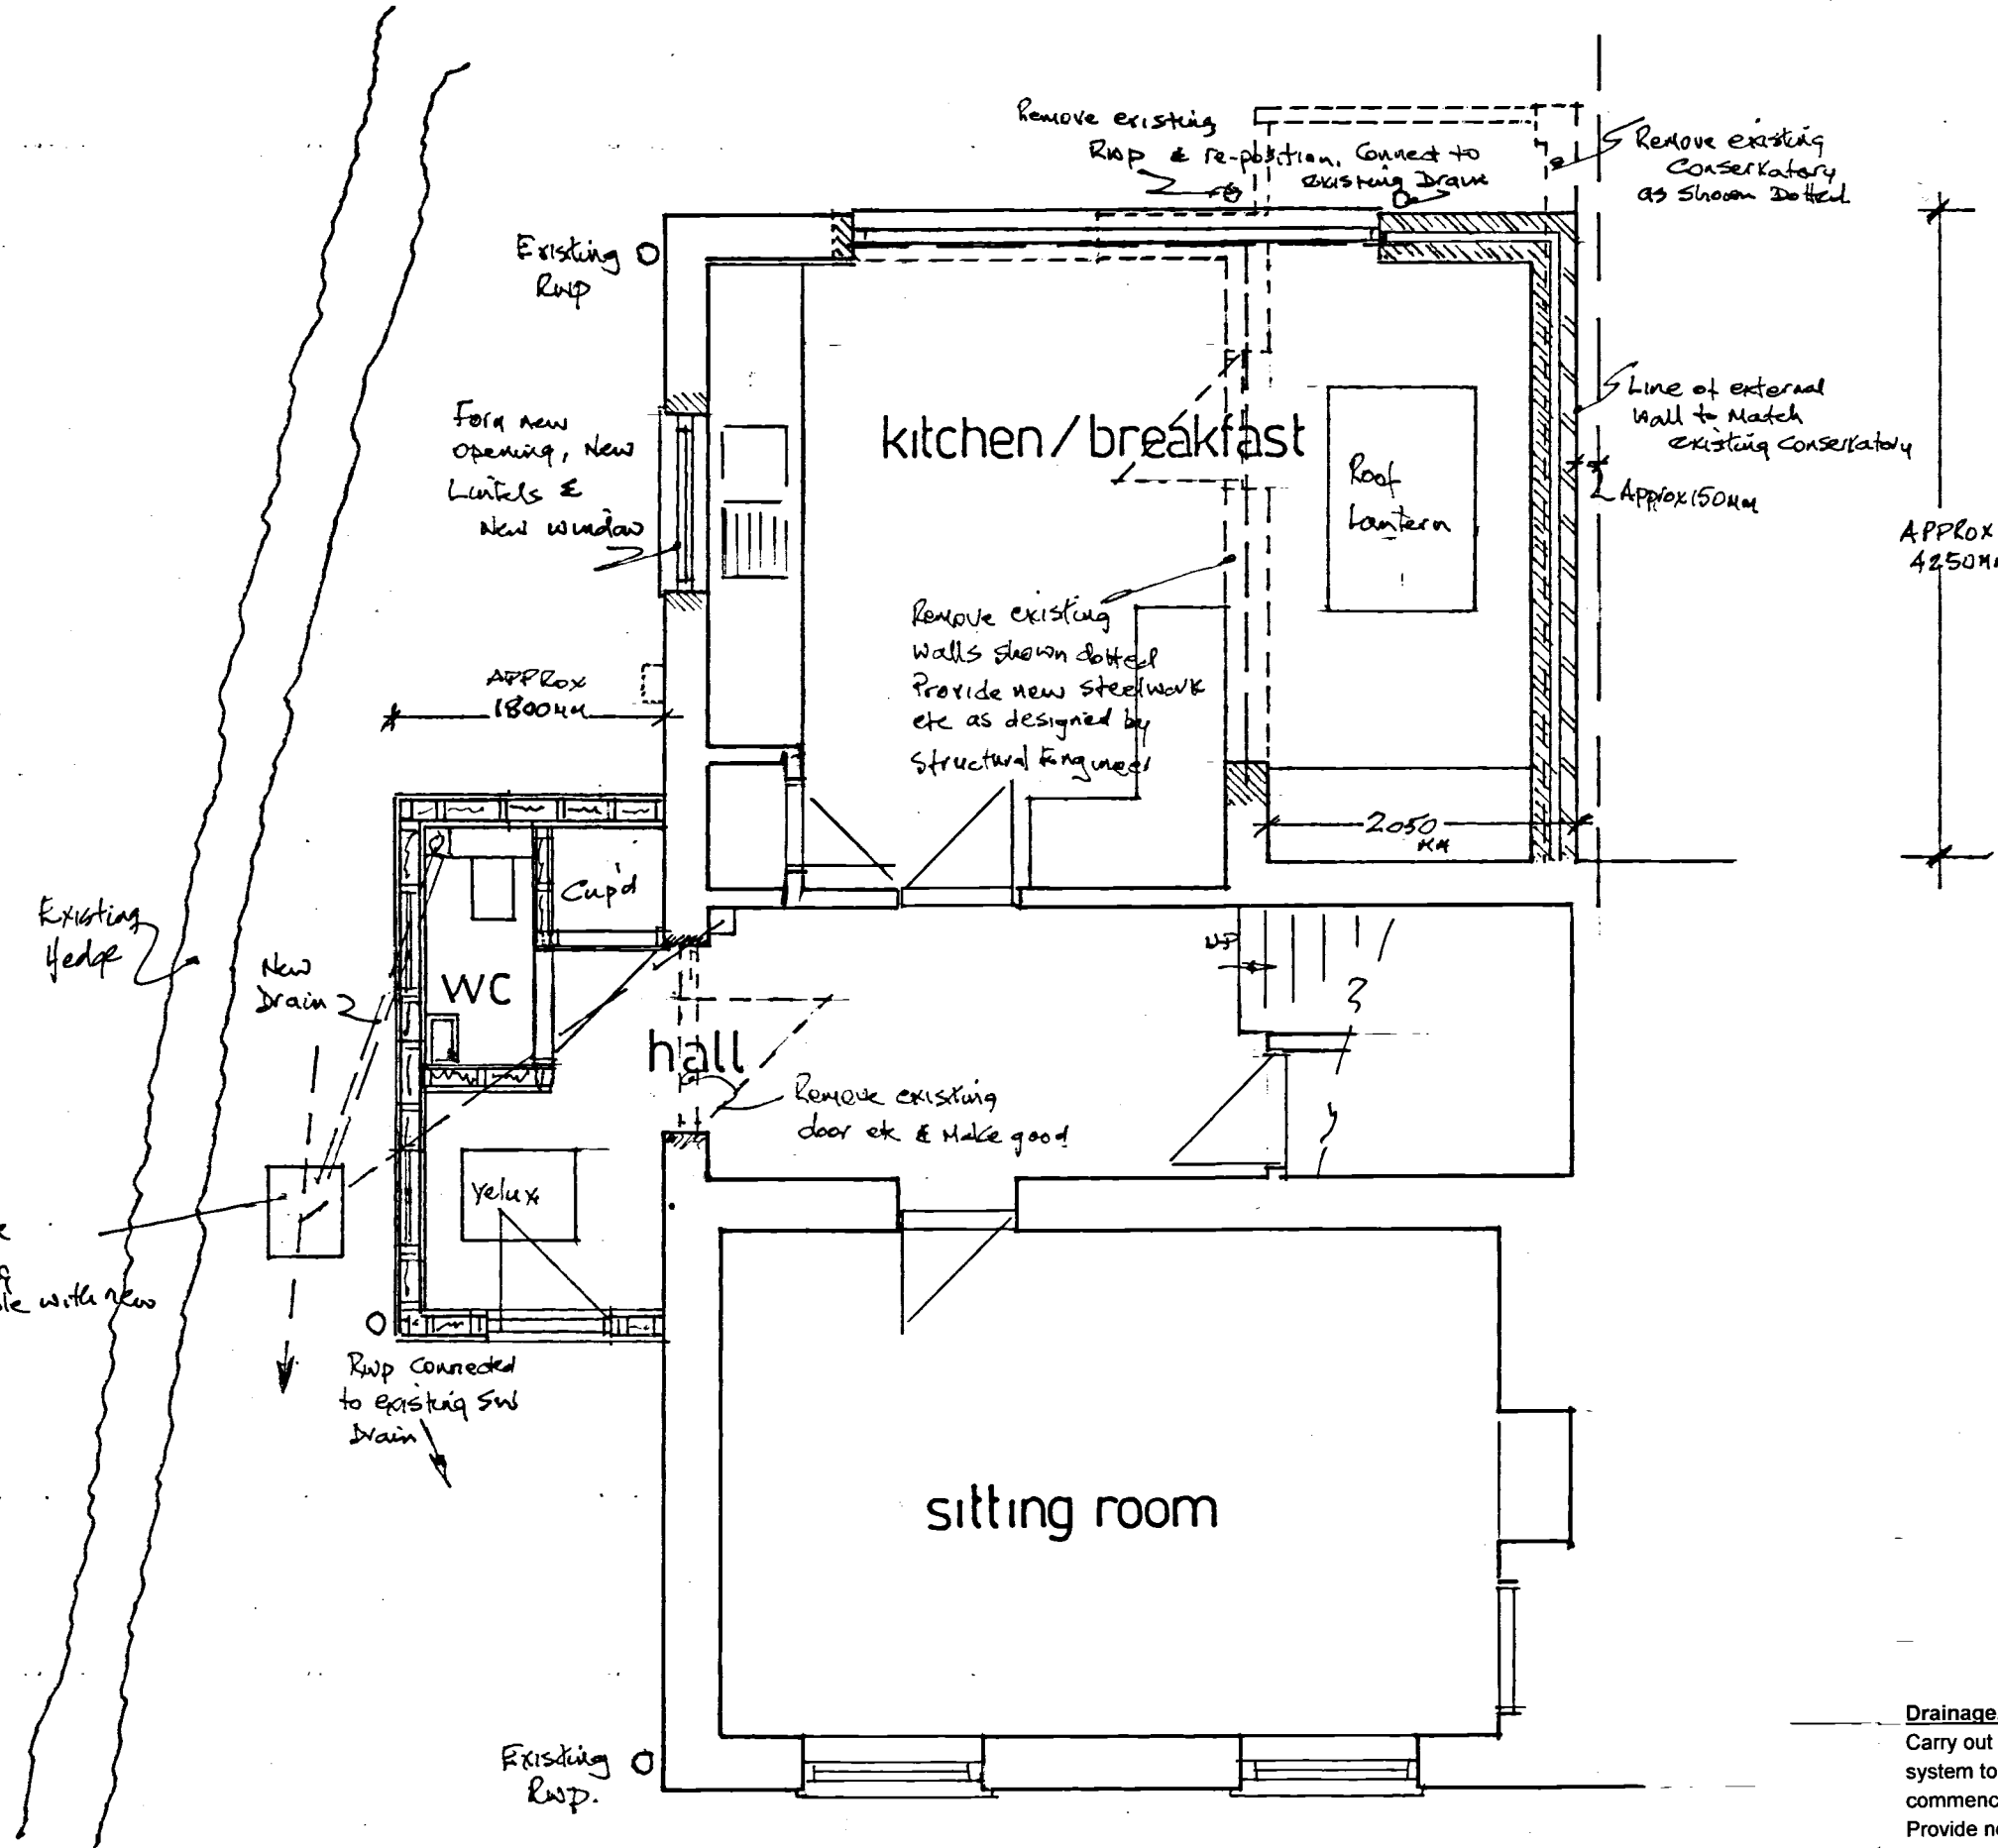 Remove existing
Rwp & re-position. Connect to
existing Drain
Remove existing
Conservatory
as shown Dotted
Existing
Rwp
Form new
opening, New
Lintels &
New window
kitchen/breakfast
Roof
Lantern
Line of external
wall to Match
existing conservatory
Approx 150mm
APPROX
4250m
Remove existing
walls shown dotted
Provide new steelwork
etc as designed by
Structural Engineer
APPROX
1800mm
2050
mm
Cup'd
Existing
Hedge
New
Drain
WC
UP
hall
Remove existing
door etc & Make good
Velux
with new
Rwp Connected
to existing SW
Drain
sitting room
Existing
Rwp.
Drainage
Carry out
system to
commenc
Provide